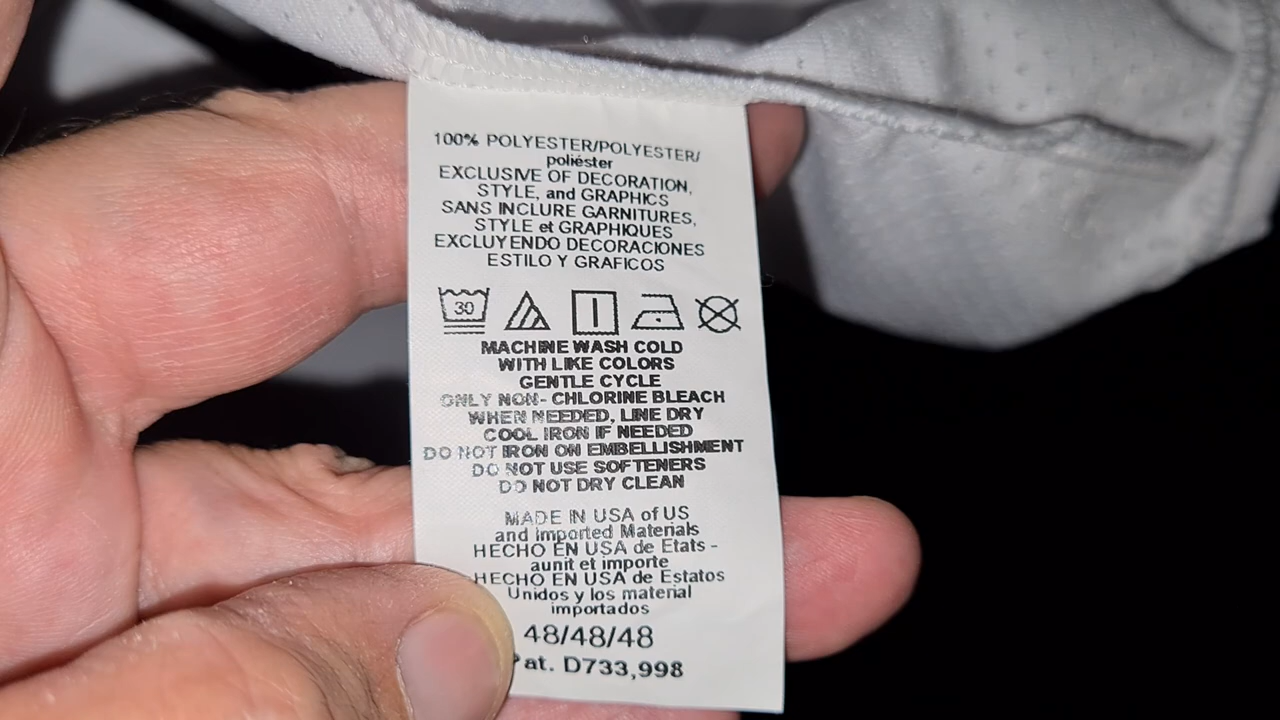 100% POLYESTER/POLYESTER/
poliéster
EXCLUSIVE OF DECORATION,
STYLE, and GRAPHICS
SANS INCLURE GARNITURES,
STYLE et GRAPHIQUES
EXCLUYENDO DECORACIONES
ESTILO Y GRAFICOS
30
MACHINE WASH COLD
WITH LIKE COLORS
GENTLE CYCLE
ONLY NON- CHLORINE BLEACH
WHEN NEEDED, LINE DRY
COOL IRON IF NEEDED
DO NOT IRON ON EMBELLISHMENT
DO NOT USE SOFTENERS
DO NOT DRY CLEAN
MADE IN USA of US
and imported Materials
HECHO EN USA de Etats -
aunit et importe
HECHO EN USA de Estatos
Unidos y los material
importados
48/48/48
Pat. D733,998